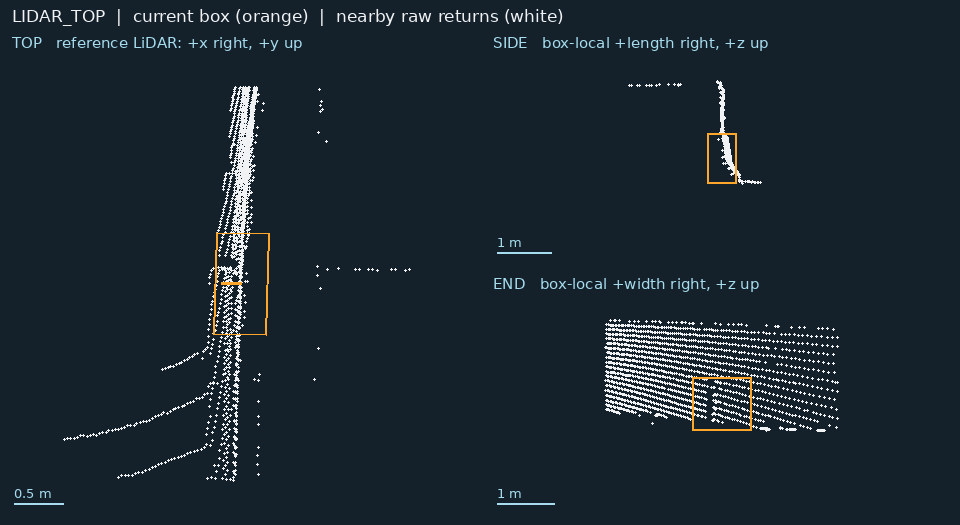 LIDAR_TOP | current box (orange) | nearby raw returns (white)
TOP reference LiDAR: +x right, +y up
SIDE box-local +length right, +z up
1 m
END box-local +width right, +z up
0.5 m
1 m